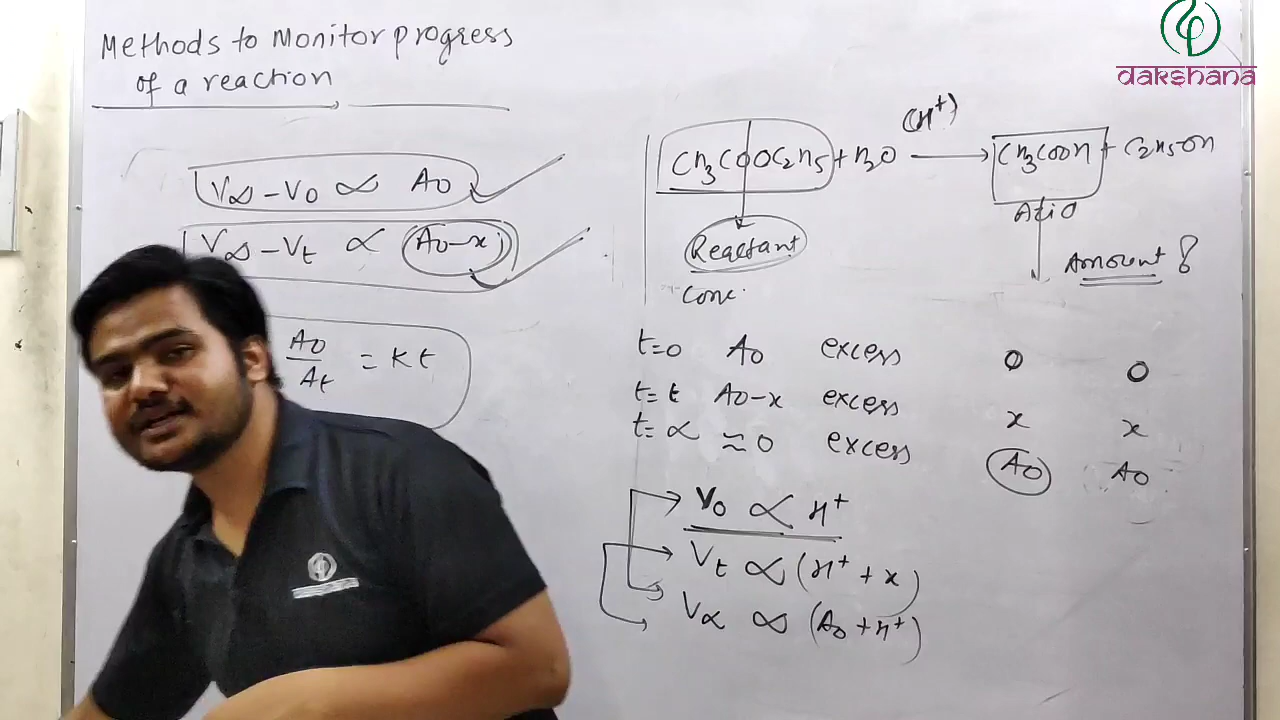 Methods to Monitor progress
of a reaction
V∞ - V0 ∝ A0
V∞ - Vt ∝ (A0-x)
A0/At = Kt
dakshana
(H+)
CH3COOC2H5 + H2O ⟶ CH3COOH + C2H5OH
Reactant
conc.
Acid
Amount ?
t=0 A0 excess 0 0
t=t A0-x excess x x
t=∝ ≈0 excess A0 A0
V0 ∝ H+
Vt ∝ (H+ + x)
V∝ ∝ (A0 + H+)